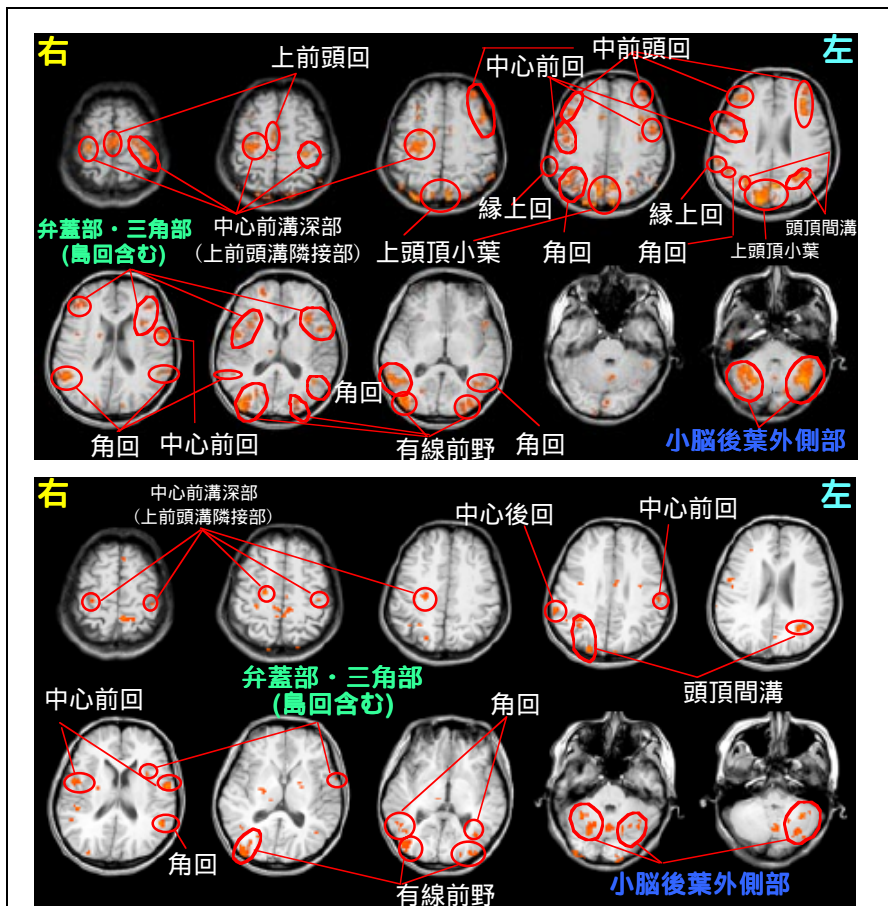 右
上前頭回
中心前回
中前頭回
左
弁蓋部・三角部
(島回含む)
中心前溝深部
（上前頭溝隣接部）
上頭頂小葉
縁上回
角回
縁上回
角回
頭頂間溝
上頭頂小葉
角回
中心前回
角回
有線前野
角回
小脳後葉外側部
右
中心前溝深部
（上前頭溝隣接部）
中心後回
中心前回
左
弁蓋部・三角部
(島回含む)
頭頂間溝
中心前回
角回
角回
有線前野
小脳後葉外側部